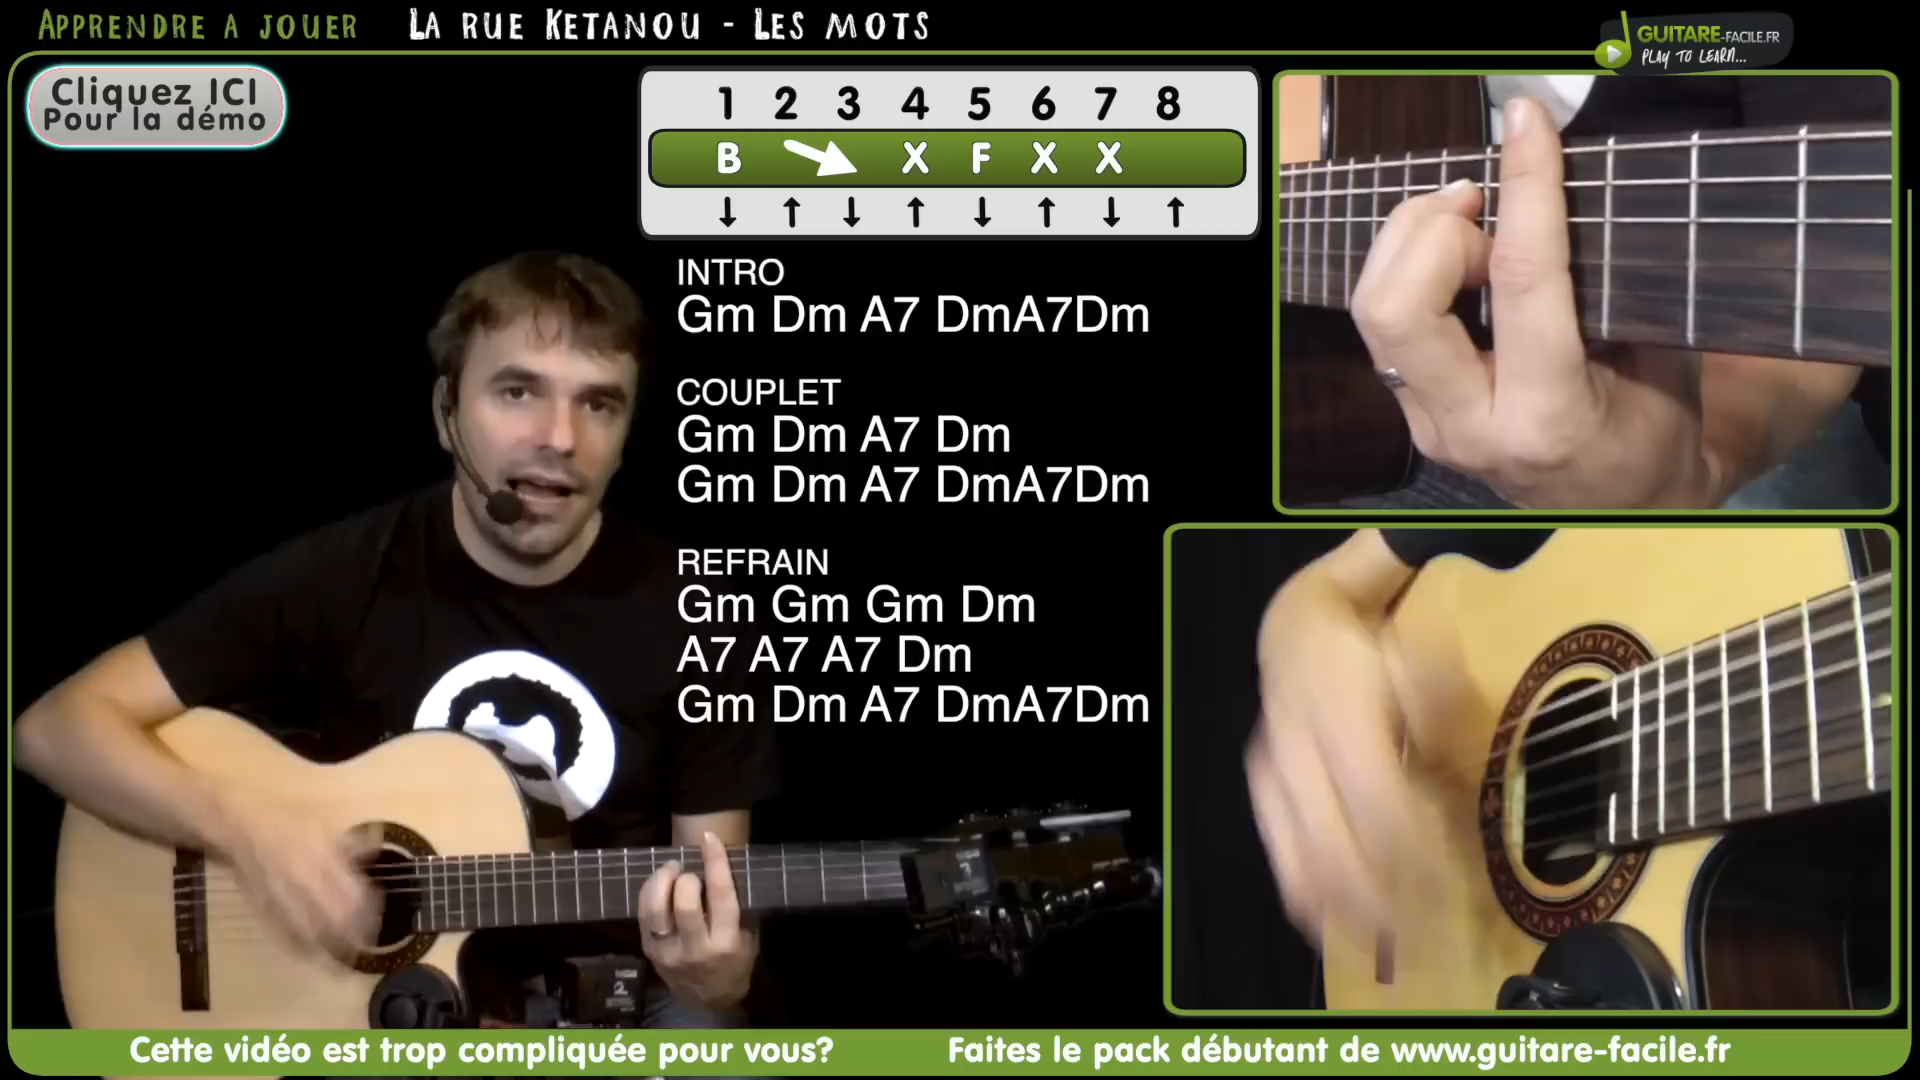 Apprendre a jouer La rue Ketanou - Les mots
GUITARE-FACILE.FR
PLAY TO LEARN...
Cliquez ICI
Pour la démo
1 2 3 4 5 6 7 8
B X F X X
↓ ↑ ↓ ↑ ↓ ↑ ↓ ↑
INTRO
Gm Dm A7 DmA7Dm
COUPLET
Gm Dm A7 Dm
Gm Dm A7 DmA7Dm
REFRAIN
Gm Gm Gm Dm
A7 A7 A7 Dm
Gm Dm A7 DmA7Dm
Cette vidéo est trop compliquée pour vous? Faites le pack débutant de www.guitare-facile.fr